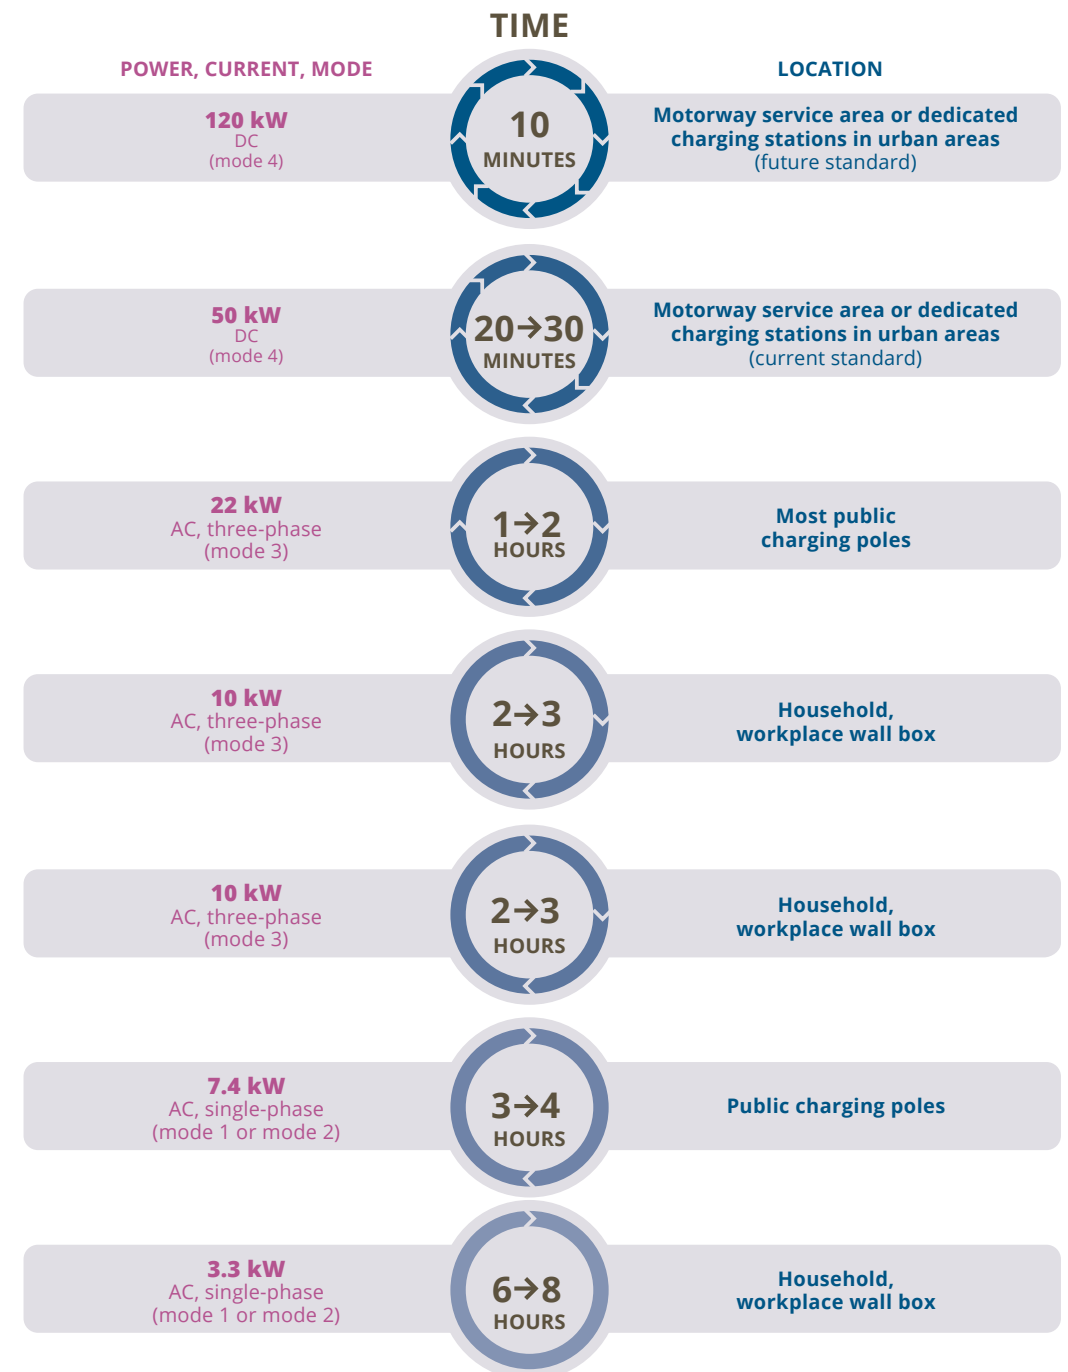 TIME
POWER, CURRENT, MODE
LOCATION
120 kW
DC
(mode 4)
10
MINUTES
Motorway service area or dedicated
charging stations in urban areas
(future standard)
50 kW
DC
(mode 4)
20→30
MINUTES
Motorway service area or dedicated
charging stations in urban areas
(current standard)
22 kW
AC, three-phase
(mode 3)
1→2
HOURS
Most public
charging poles
10 kW
AC, three-phase
(mode 3)
2→3
HOURS
Household,
workplace wall box
10 kW
AC, three-phase
(mode 3)
2→3
HOURS
Household,
workplace wall box
7.4 kW
AC, single-phase
(mode 1 or mode 2)
3→4
HOURS
Public charging poles
3.3 kW
AC, single-phase
(mode 1 or mode 2)
6→8
HOURS
Household,
workplace wall box